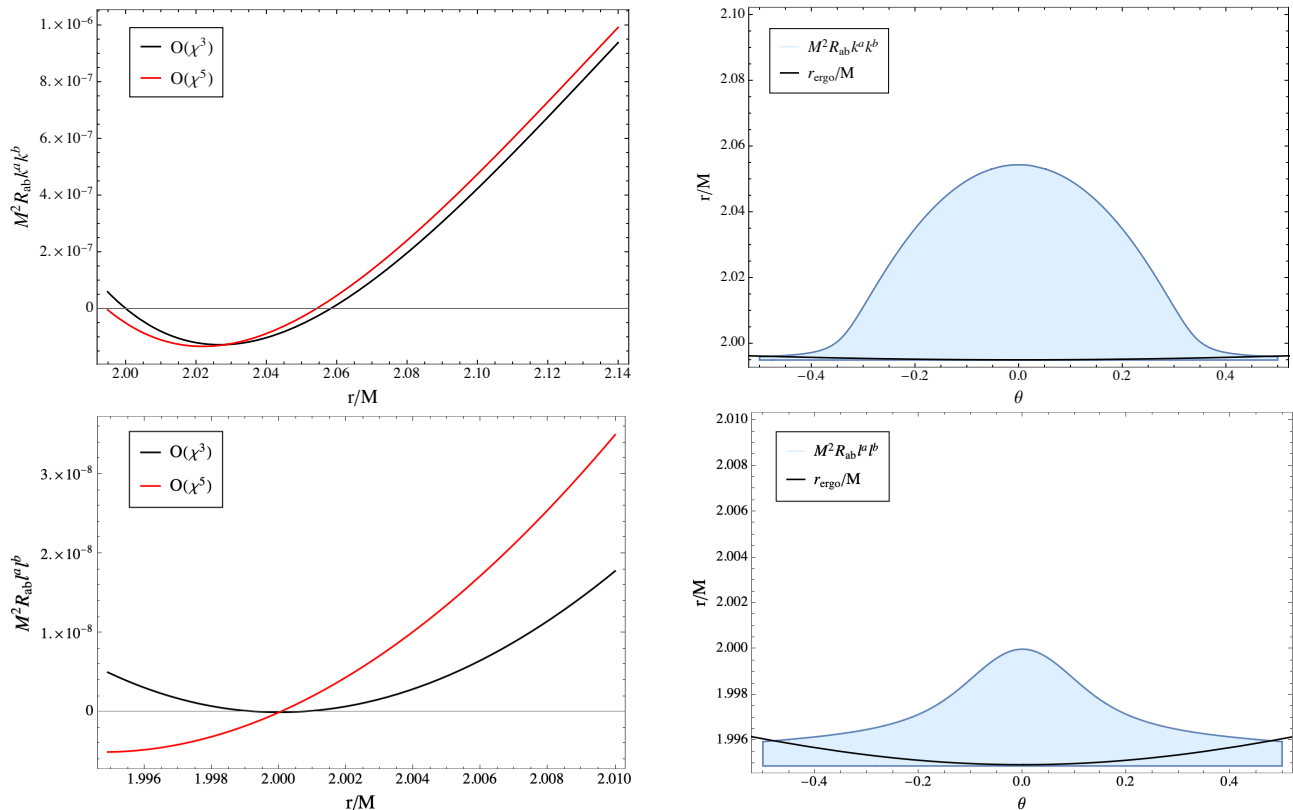 1.×10⁻⁶
8.×10⁻⁷
6.×10⁻⁷
4.×10⁻⁷
2.×10⁻⁷
0
M²R_ab kᵃkᵇ
O(χ³)
O(χ⁵)
2.00 2.02 2.04 2.06 2.08 2.10 2.12 2.14
r/M
2.10
2.08
2.06
2.04
2.02
2.00
r/M
M²R_ab kᵃkᵇ
r_ergo/M
−0.4 −0.2 0.0 0.2 0.4
θ
3.×10⁻⁸
2.×10⁻⁸
1.×10⁻⁸
0
M²R_ab lᵃlᵇ
O(χ³)
O(χ⁵)
1.996 1.998 2.000 2.002 2.004 2.006 2.008 2.010
r/M
2.010
2.008
2.006
2.004
2.002
2.000
1.998
1.996
r/M
M²R_ab lᵃlᵇ
r_ergo/M
−0.4 −0.2 0.0 0.2 0.4
θ